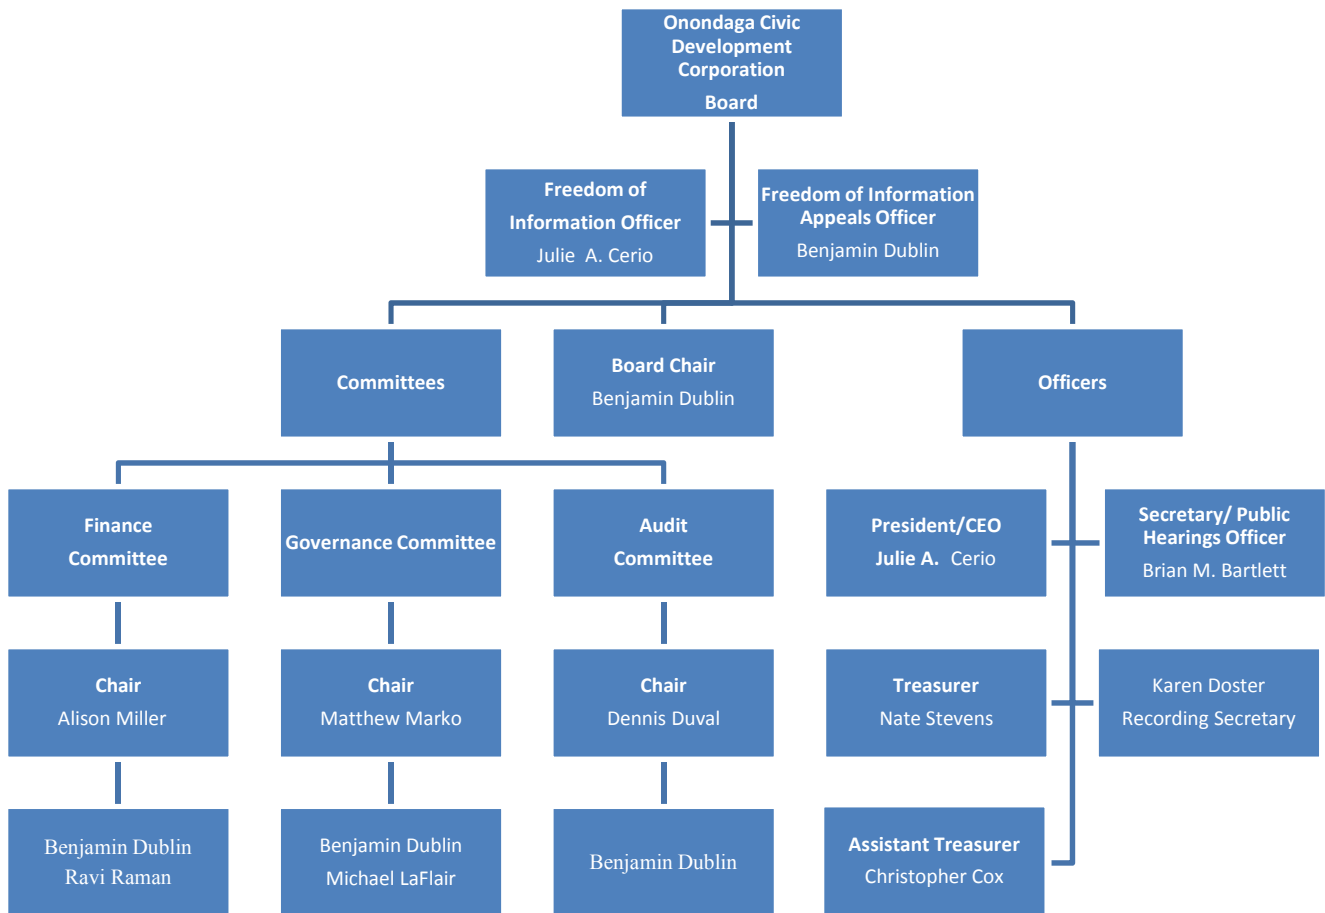 Onondaga Civic
Development
Corporation
Board
Freedom of
Information Officer
Julie A. Cerio
Freedom of Information
Appeals Officer
Benjamin Dublin
Committees
Board Chair
Benjamin Dublin
Officers
Finance
Committee
Governance Committee
Audit
Committee
President/CEO
Julie A. Cerio
Secretary/ Public
Hearings Officer
Brian M. Bartlett
Chair
Alison Miller
Chair
Matthew Marko
Chair
Dennis Duval
Treasurer
Nate Stevens
Karen Doster
Recording Secretary
Benjamin Dublin
Ravi Raman
Benjamin Dublin
Michael LaFlair
Benjamin Dublin
Assistant Treasurer
Christopher Cox